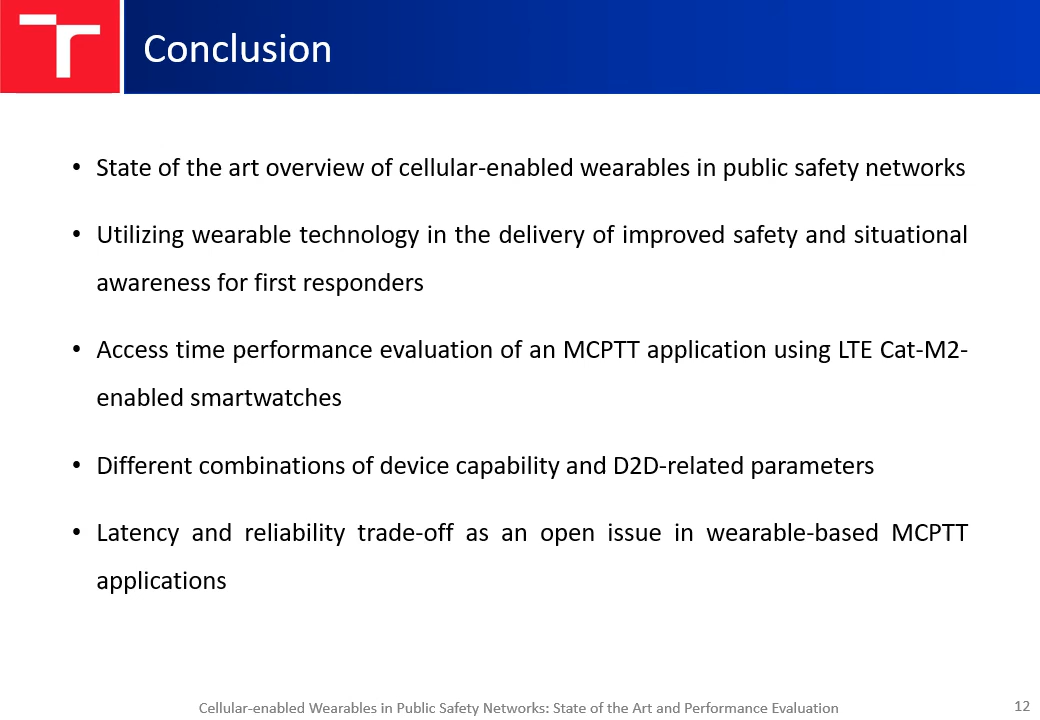 Conclusion
• State of the art overview of cellular-enabled wearables in public safety networks
• Utilizing wearable technology in the delivery of improved safety and situational
awareness for first responders
• Access time performance evaluation of an MCPTT application using LTE Cat-M2-
enabled smartwatches
• Different combinations of device capability and D2D-related parameters
• Latency and reliability trade-off as an open issue in wearable-based MCPTT
applications
Cellular-enabled Wearables in Public Safety Networks: State of the Art and Performance Evaluation
12